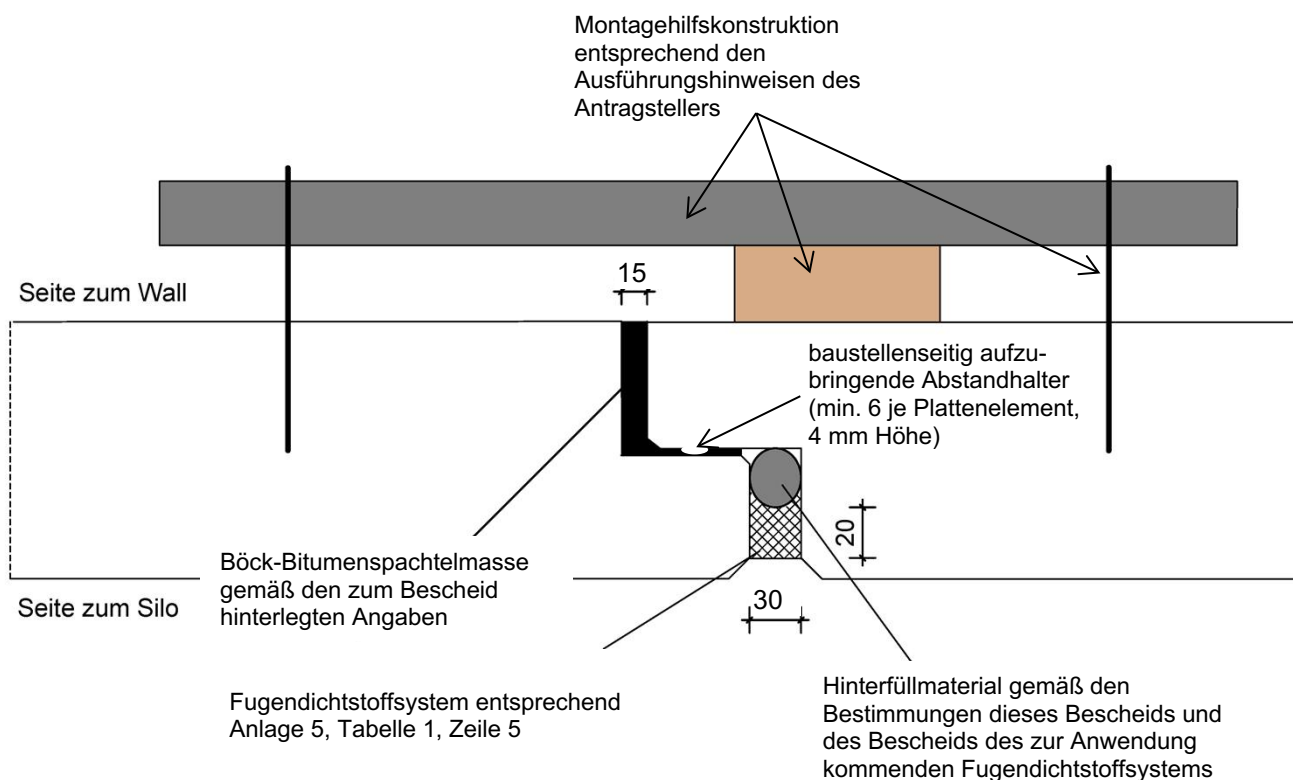 Montagehilfskonstruktion
entsprechend den
Ausführungshinweisen des
Antragstellers
15
Seite zum Wall
baustellenseitig aufzu-
bringende Abstandhalter
(min. 6 je Plattenelement,
4 mm Höhe)
20
Böck-Bitumenspachtelmasse
gemäß den zum Bescheid
hinterlegten Angaben
Seite zum Silo
30
Fugendichtstoffsystem entsprechend
Anlage 5, Tabelle 1, Zeile 5
Hinterfüllmaterial gemäß den
Bestimmungen dieses Bescheids und
des Bescheids des zur Anwendung
kommenden Fugendichtstoffsystems